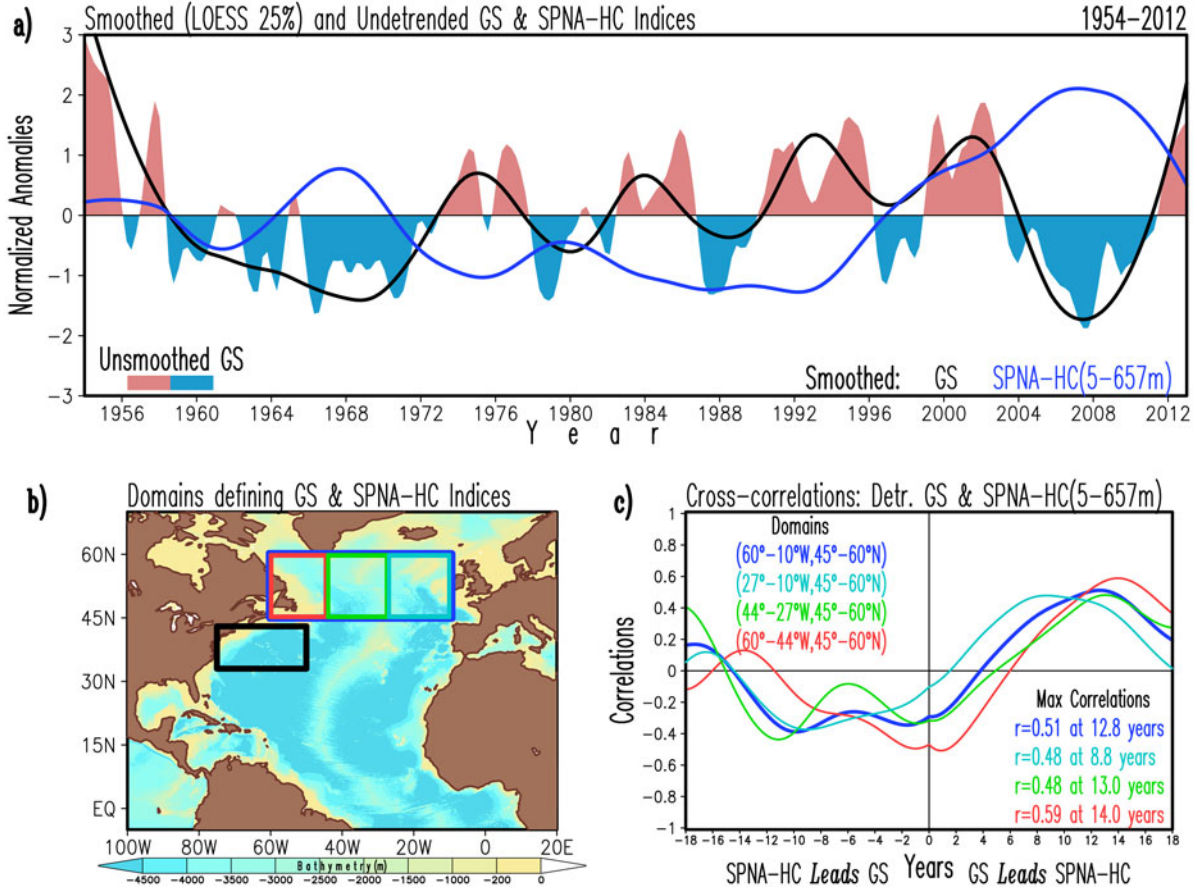 a)
Smoothed (LOESS 25%) and Undetrended GS & SPNA-HC Indices
1954-2012
Normalized Anomalies
3
2
1
0
-1
-2
-3
Unsmoothed GS
Smoothed: GS SPNA-HC(5-657m)
1956 1960 1964 1968 1972 1976 1980 1984 1988 1992 1996 2000 2004 2008 2012
Year
b)
Domains defining GS & SPNA-HC Indices
60N
45N
30N
15N
EQ
100W 80W 60W 40W 20W 0 20E
Bathymetry(m)
-4500 -4000 -3500 -3000 -2500 -2000 -1500 -1000 -500 -200 0
c)
Cross-correlations: Detr. GS & SPNA-HC(5-657m)
Correlations
1
0.8
0.6
0.4
0.2
0
-0.2
-0.4
-0.6
-0.8
-1
Domains
(60°-10°W,45°-60°N)
(27°-10°W,45°-60°N)
(44°-27°W,45°-60°N)
(60°-44°W,45°-60°N)
Max Correlations
r=0.51 at 12.8 years
r=0.48 at 8.8 years
r=0.48 at 13.0 years
r=0.59 at 14.0 years
-18 -16 -14 -12 -10 -8 -6 -4 -2 0 2 4 6 8 10 12 14 16 18
SPNA-HC Leads GS Years GS Leads SPNA-HC